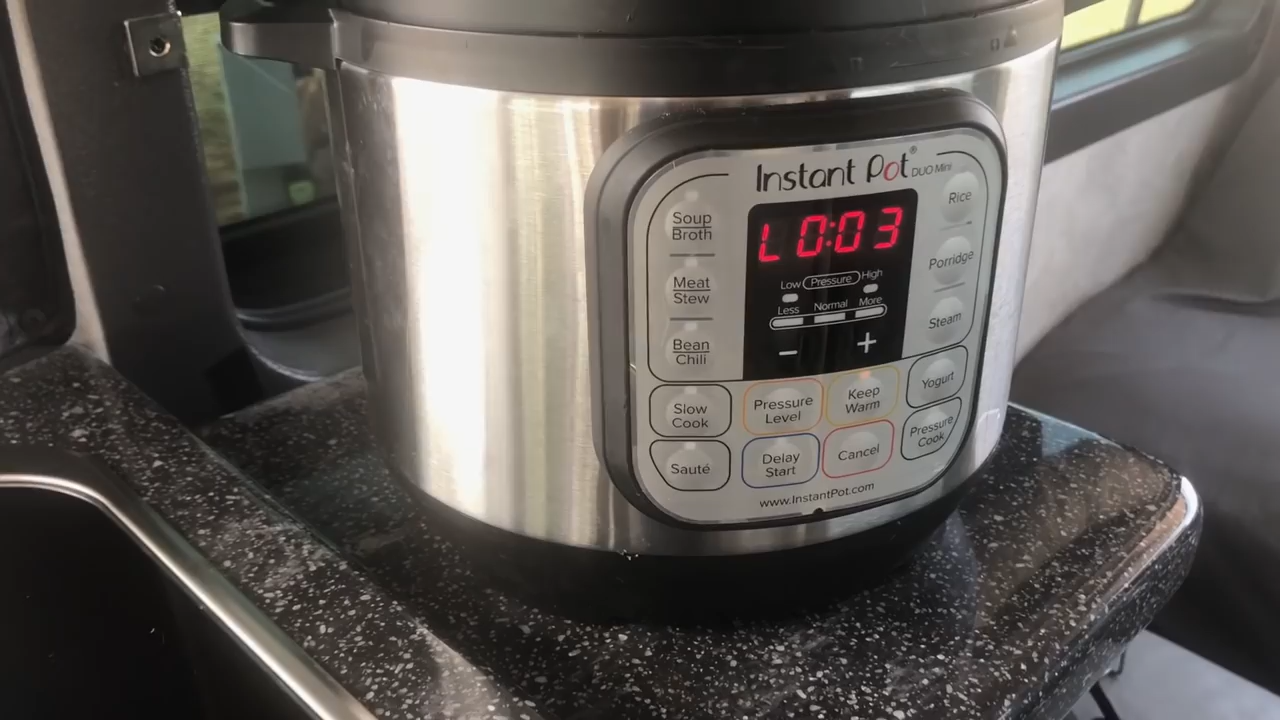 Instant Pot®
DUO Mini
L0:03
Low Pressure High
Less Normal More
− +
Soup
Broth
Meat
Stew
Bean
Chili
Rice
Porridge
Steam
Slow
Cook
Pressure
Level
Keep
Warm
Yogurt
Sauté
Delay
Start
Cancel
Pressure
Cook
www.InstantPot.com